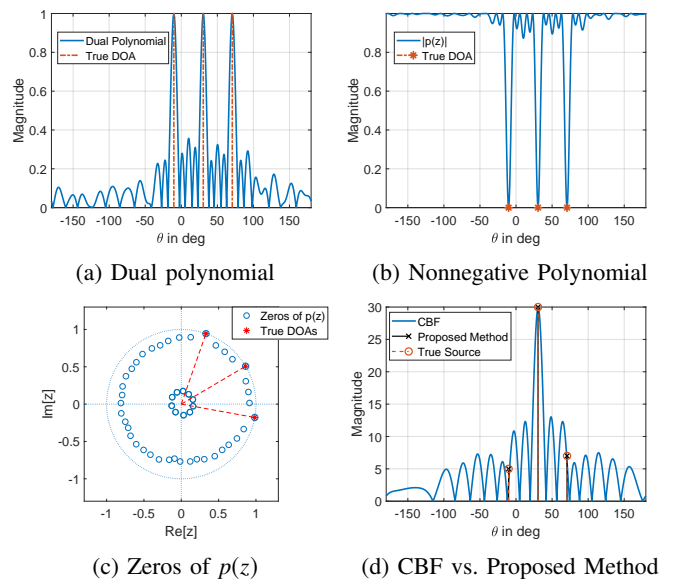 1
0.8
0.6
0.4
0.2
0
Magnitude
Dual Polynomial
True DOA
-150 -100 -50 0 50 100 150
θ in deg
(a) Dual polynomial
1
0.8
0.6
0.4
0.2
0
Magnitude
|p(z)|
True DOA
-150 -100 -50 0 50 100 150
θ in deg
(b) Nonnegative Polynomial
1
0.5
0
-0.5
-1
Im[z]
Zeros of p(z)
True DOAs
-1 -0.5 0 0.5 1
Re[z]
(c) Zeros of p(z)
30
25
20
15
10
5
0
Magnitude
CBF
Proposed Method
True Source
-150 -100 -50 0 50 100 150
θ in deg
(d) CBF vs. Proposed Method